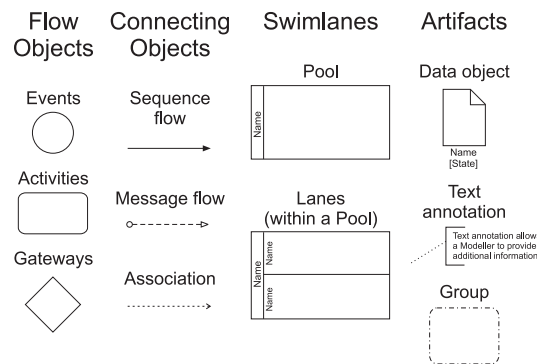 Flow
Objects
Events
Activities
Gateways
Connecting
Objects
Sequence
flow
Message flow
Association
Swimlanes
Pool
Name
Lanes
(within a Pool)
Name
Name
Name
Artifacts
Data object
Name
[State]
Text
annotation
Text annotation allow
a Modeller to provide
additional information
Group